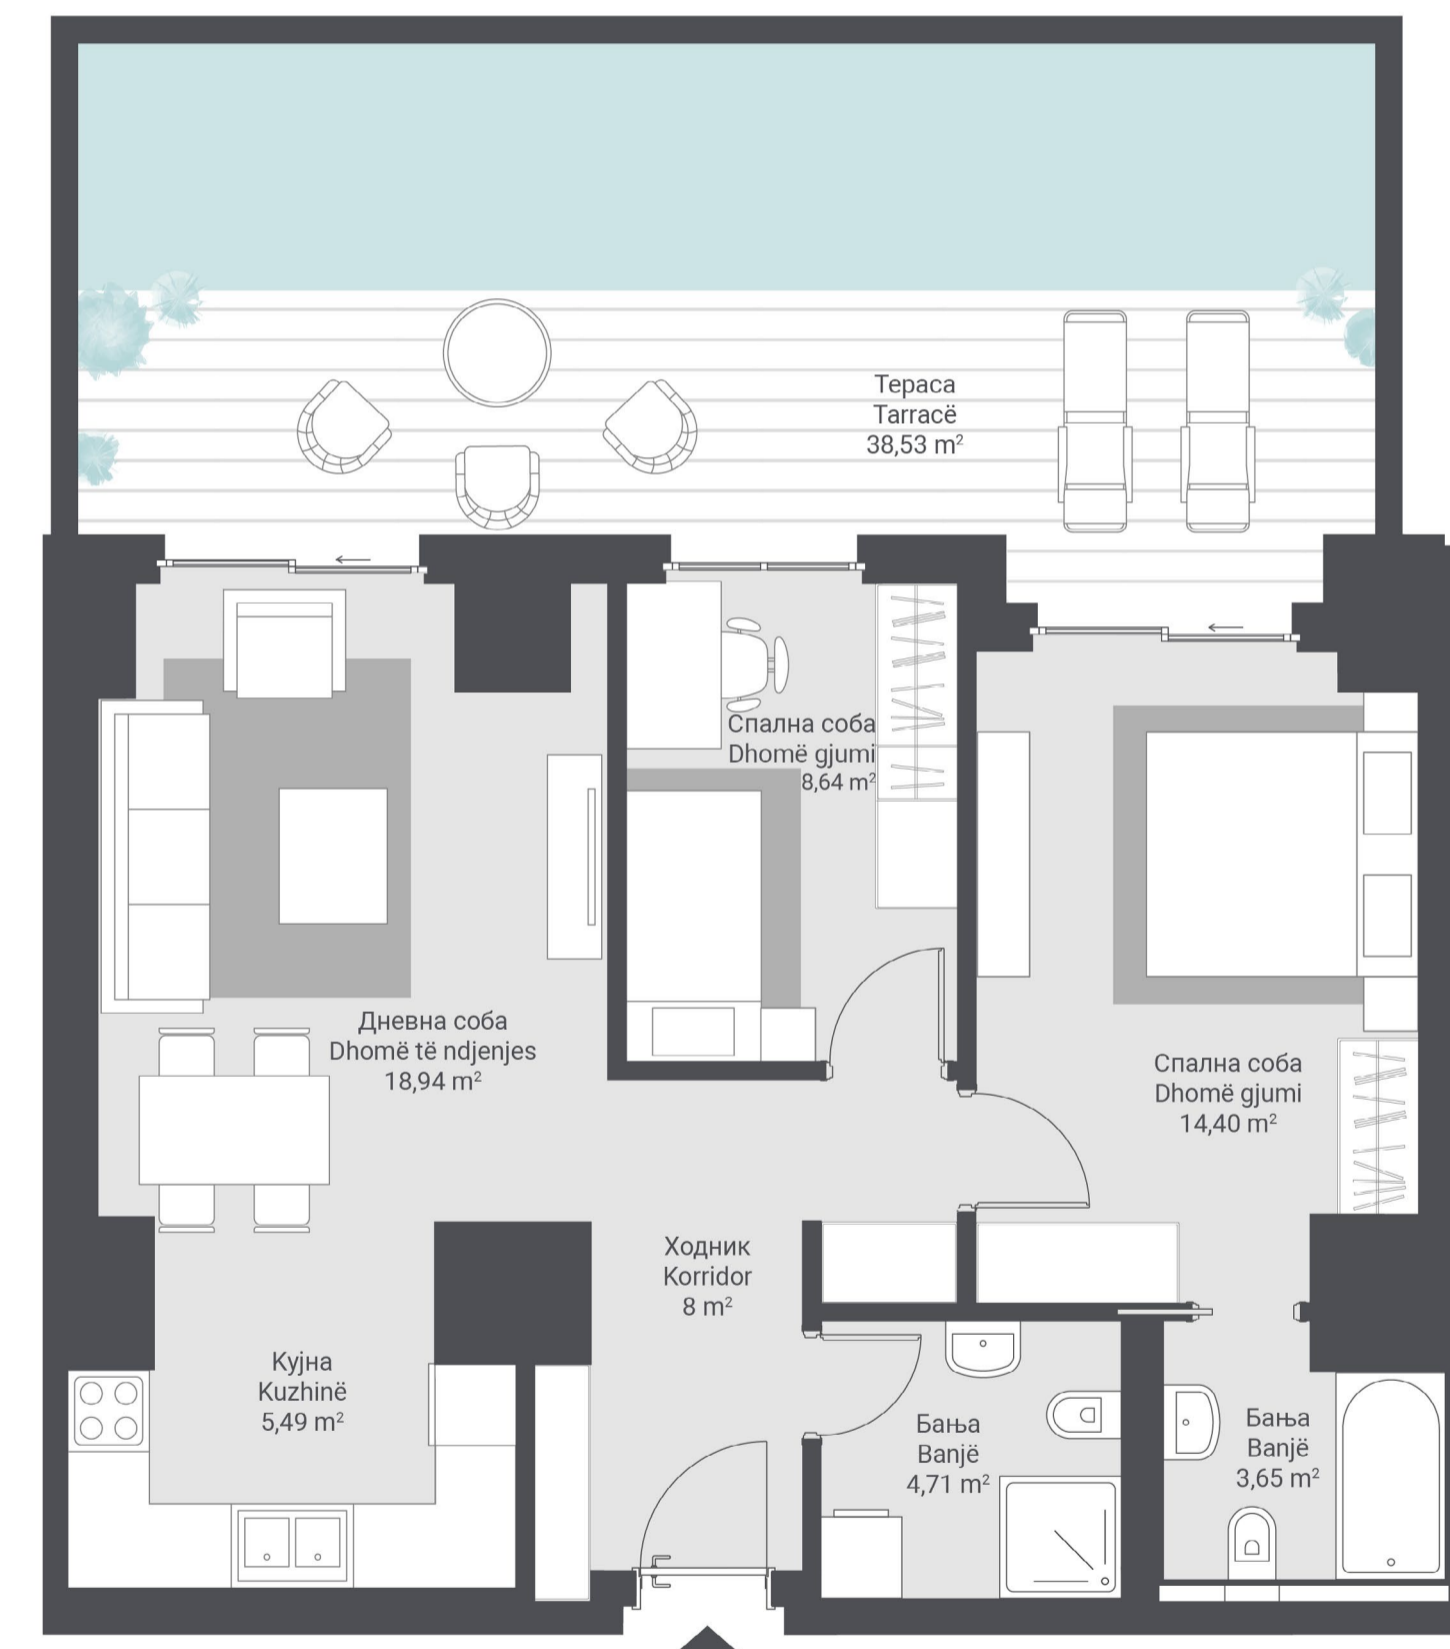 Тераса
Tarracë
38,53 m²
Спална соба
Dhomë gjumi
8,64 m²
Дневна соба
Dhomë të ndjenjes
18,94 m²
Спална соба
Dhomë gjumi
14,40 m²
Ходник
Korridor
8 m²
Кујна
Kuzhinë
5,49 m²
Бања
Banjë
4,71 m²
Бања
Banjë
3,65 m²